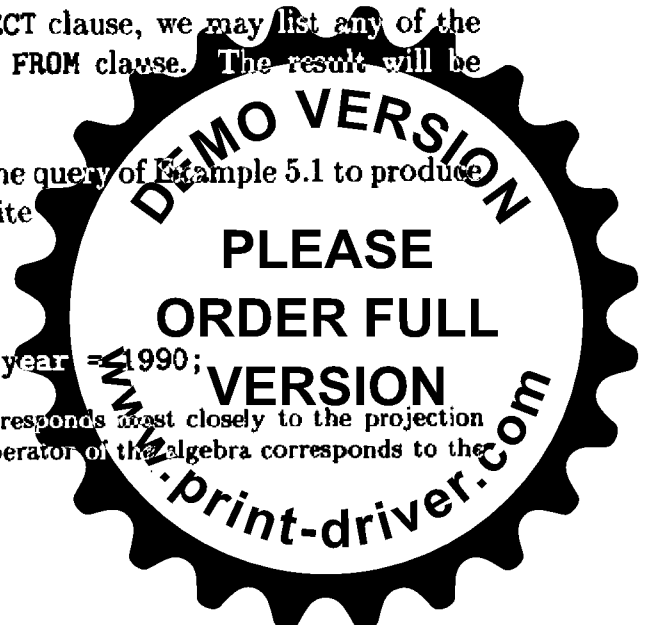 ECT clause, we may list any of the
FROM clause. The result will be
he query of Example 5.1 to produce
ite
year = 1990;
responds most closely to the projection
perator of the algebra corresponds to the
DEMO VERSION
PLEASE
ORDER FULL
VERSION
www.print-driver.com